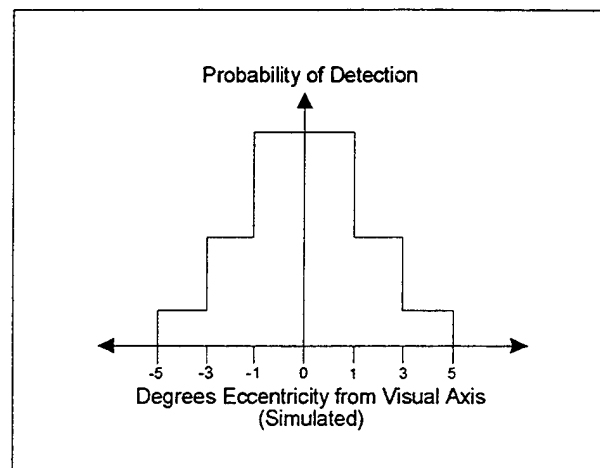 Probability of Detection
-5 -3 -1 0 1 3 5
Degrees Eccentricity from Visual Axis
(Simulated)